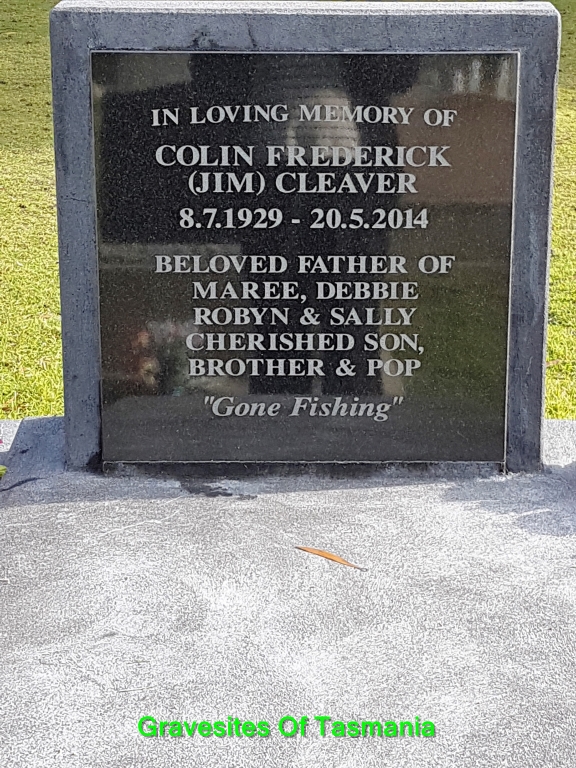 IN LOVING MEMORY OF
COLIN FREDERICK
(JIM) CLEAVER
8.7.1929 - 20.5.2014
BELOVED FATHER OF
MAREE, DEBBIE
ROBYN & SALLY
CHERISHED SON,
BROTHER & POP
"Gone Fishing"
Gravesites Of Tasmania